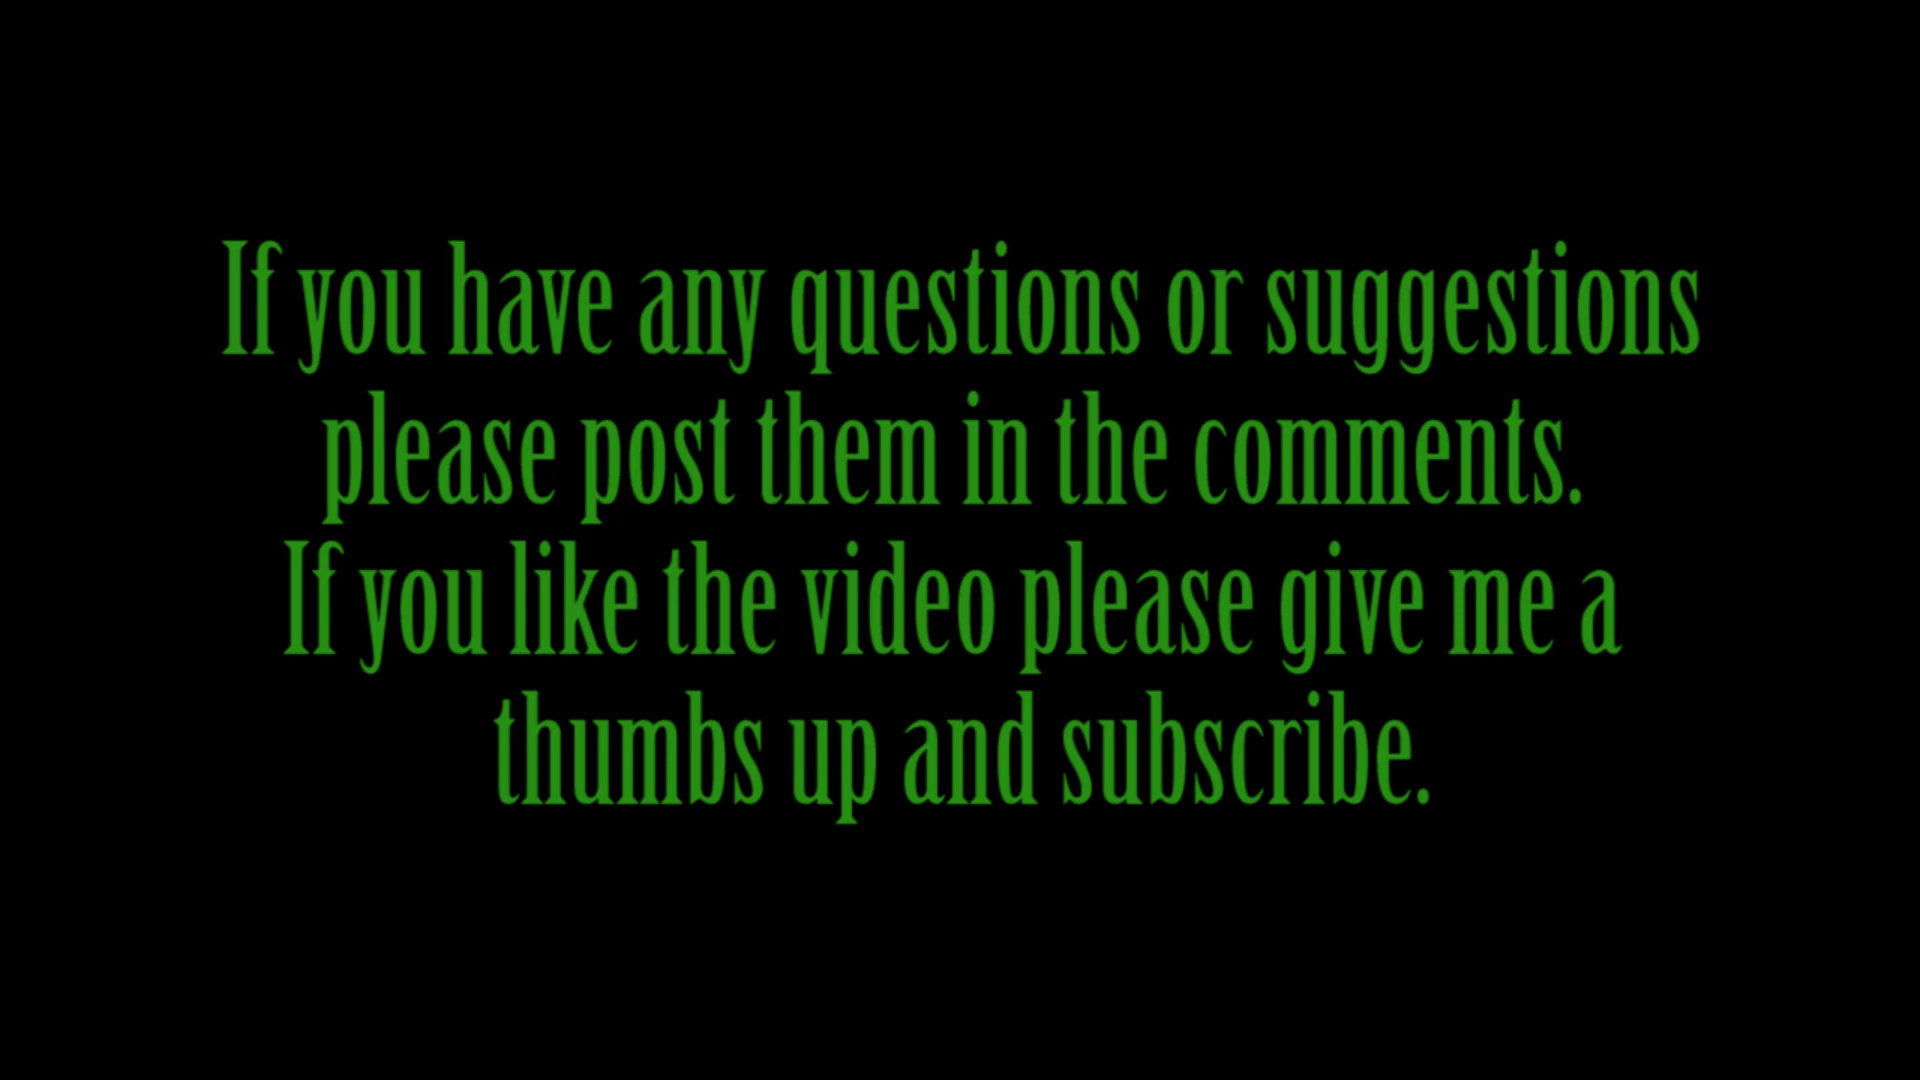 If you have any questions or suggestions
please post them in the comments.
If you like the video please give me a
thumbs up and subscribe.